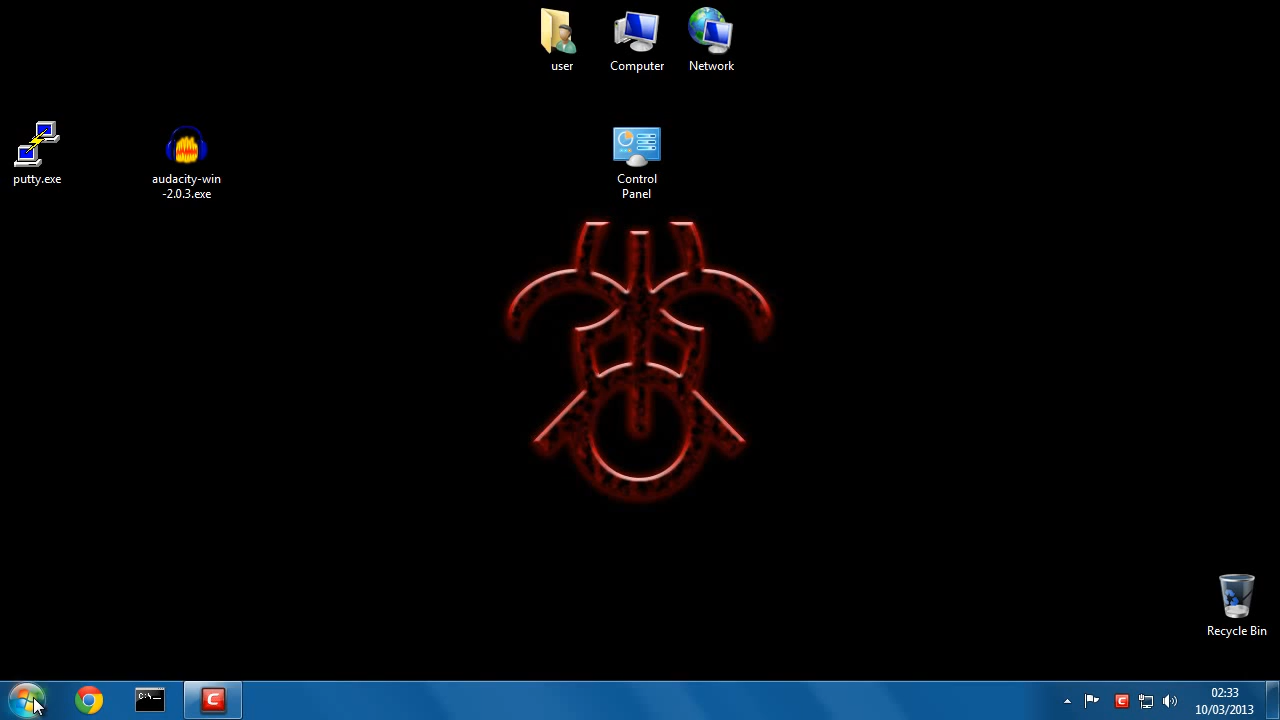 user
Computer
Network
putty.exe
audacity-win
-2.0.3.exe
Control
Panel
Recycle Bin
C:\_
C
C
02:33
10/03/2013